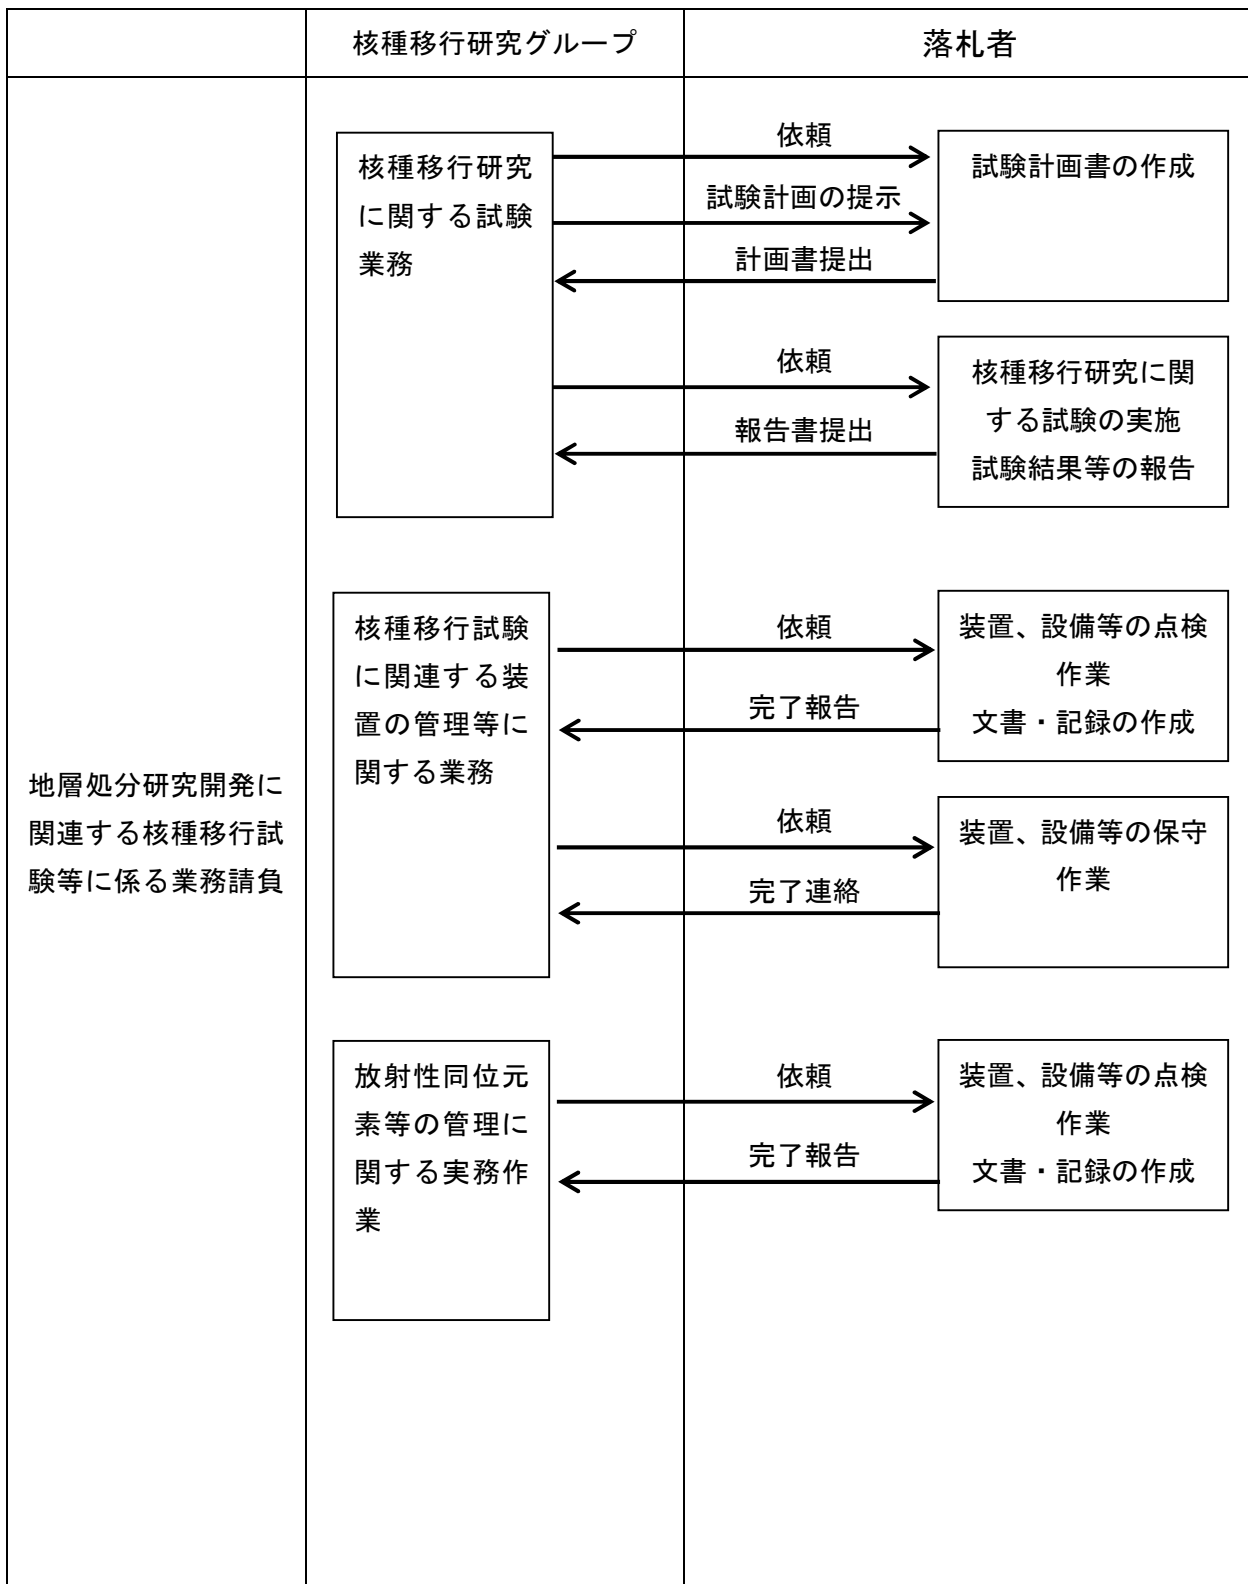 核種移行研究グループ
落札者
地層処分研究開発に
関連する核種移行試
験等に係る業務請負
核種移行研究
に関する試験
業務
依頼
試験計画の提示
計画書提出
試験計画書の作成
依頼
報告書提出
核種移行研究に関
する試験の実施
試験結果等の報告
核種移行試験
に関連する装
置の管理等に
関する業務
依頼
完了報告
装置、設備等の点検
作業
文書・記録の作成
依頼
完了連絡
装置、設備等の保守
作業
放射性同位元
素等の管理に
関する実務作
業
依頼
完了報告
装置、設備等の点検
作業
文書・記録の作成